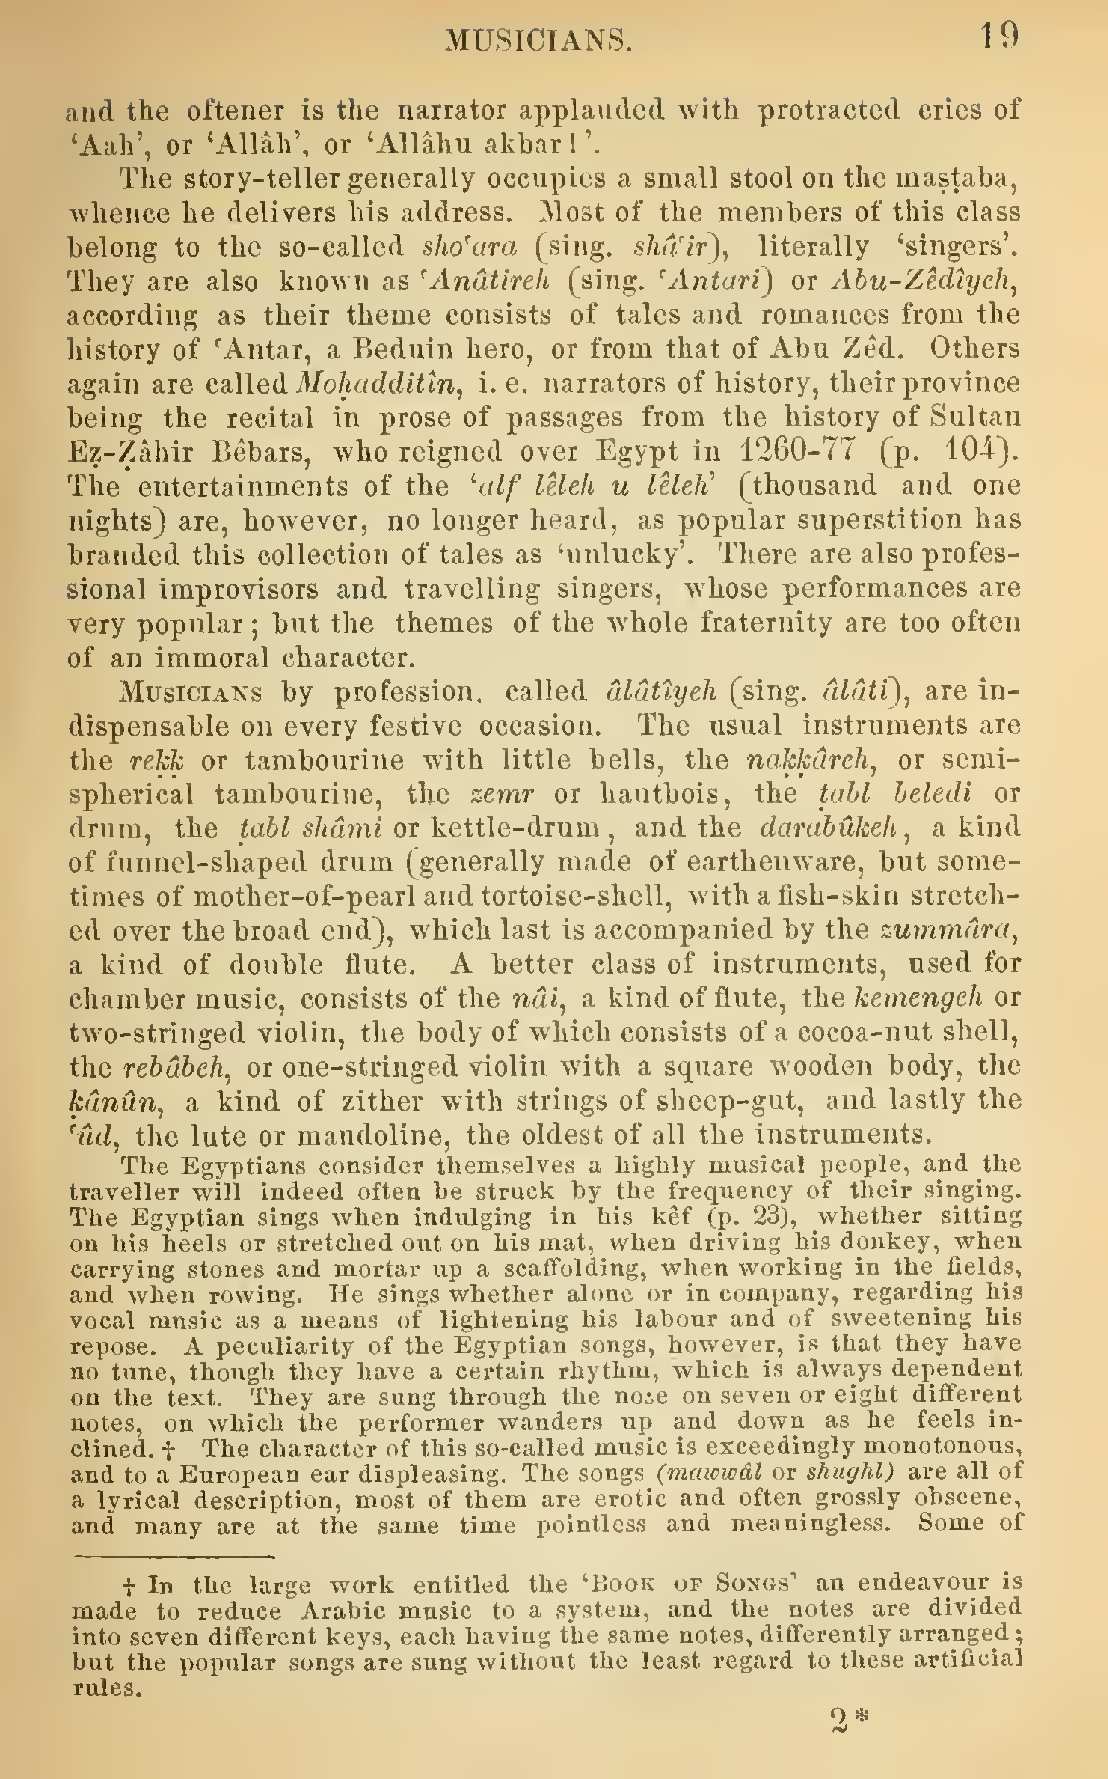 MUSICIANS. 19
and the oftener is the narrator applauded with protracted cries of
‘Aah’, or ‘Allâh’, or ‘Allâhu akbar!’.
The story-teller generally occupies a small stool on the masṭaba,
whence he delivers his address. Most of the members of this class
belong to the so-called shoʿara (sing. shâʿir), literally ‘singers’.
They are also known as ʿAnâtireh (sing. ʿAntari) or Abu-Zêdîyeh,
according as their theme consists of tales and romances from the
history of ʿAntar, a Beduin hero, or from that of Abu Zêd. Others
again are called Moḥadditîn, i. e. narrators of history, their province
being the recital in prose of passages from the history of Sultan
Eẓ-Ẓâhir Bêbars, who reigned over Egypt in 1260-77 (p. 104).
The entertainments of the ‘alf lêleh u lêleh’ (thousand and one
nights) are, however, no longer heard, as popular superstition has
branded this collection of tales as ‘unlucky’. There are also profes-
sional improvisors and travelling singers, whose performances are
very popular; but the themes of the whole fraternity are too often
of an immoral character.
MUSICIANS by profession, called âlâtîyeh (sing. âlâti), are in-
dispensable on every festive occasion. The usual instruments are
the reḳḳ or tambourine with little bells, the naḳḳâreh, or semi-
spherical tambourine, the zemr or hautbois, the ṭabl beledi or
drum, the ṭabl shâmi or kettle-drum, and the darabûkeh, a kind
of funnel-shaped drum (generally made of earthenware, but some-
times of mother-of-pearl and tortoise-shell, with a fish-skin stretch-
ed over the broad end), which last is accompanied by the zummâra,
a kind of double flute. A better class of instruments, used for
chamber music, consists of the nâi, a kind of flute, the kemengeh or
two-stringed violin, the body of which consists of a cocoa-nut shell,
the rebâbeh, or one-stringed violin with a square wooden body, the
ḳânûn, a kind of zither with strings of sheep-gut, and lastly the
ʿûd, the lute or mandoline, the oldest of all the instruments.
The Egyptians consider themselves a highly musical people, and the
traveller will indeed often be struck by the frequency of their singing.
The Egyptian sings when indulging in his kêf (p. 23), whether sitting
on his heels or stretched out on his mat, when driving his donkey, when
carrying stones and mortar up a scaffolding, when working in the fields,
and when rowing. He sings whether alone or in company, regarding his
vocal music as a means of lightening his labour and of sweetening his
repose. A peculiarity of the Egyptian songs, however, is that they have
no tune, though they have a certain rhythm, which is always dependent
on the text. They are sung through the nose on seven or eight different
notes, on which the performer wanders up and down as he feels in-
clined. † The character of this so-called music is exceedingly monotonous,
and to a European ear displeasing. The songs (mawwâl or shughl) are all of
a lyrical description, most of them are erotic and often grossly obscene,
and many are at the same time pointless and meaningless. Some of
† In the large work entitled the ‘BOOK OF SONGS’ an endeavour is
made to reduce Arabic music to a system, and the notes are divided
into seven different keys, each having the same notes, differently arranged;
but the popular songs are sung without the least regard to these artificial
rules.
2*